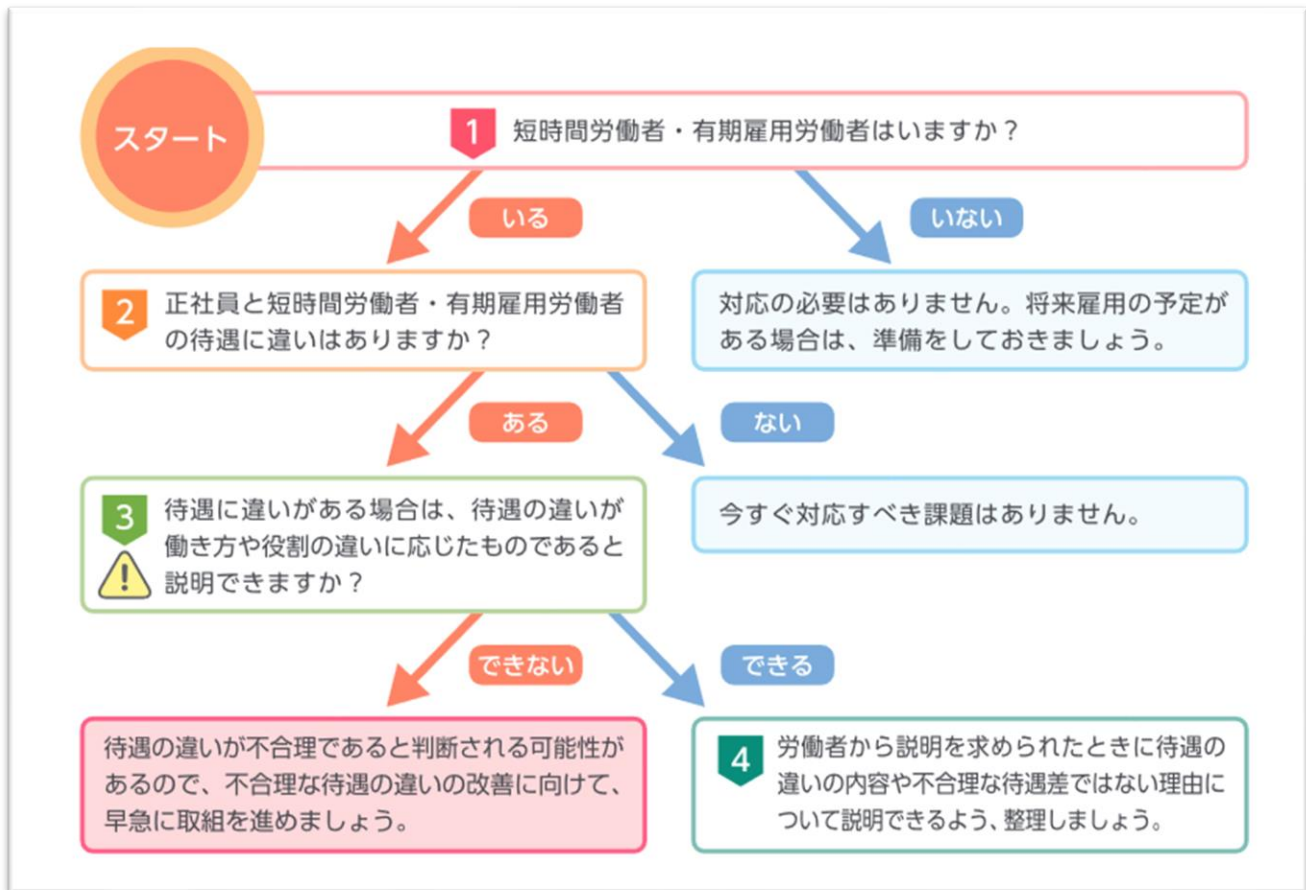 スタート
1
短時間労働者・有期雇用労働者はいますか？
いる
いない
2
正社員と短時間労働者・有期雇用労働者
の待遇に違いはありますか？
対応の必要はありません。将来雇用の予定が
ある場合は、準備をしておきましょう。
ある
ない
3
待遇に違いがある場合は、待遇の違いが
働き方や役割の違いに応じたものであると
説明できますか？
今すぐ対応すべき課題はありません。
できない
できる
待遇の違いが不合理であると判断される可能性が
あるので、不合理な待遇の違いの改善に向けて、
早急に取組を進めましょう。
4
労働者から説明を求められたときに待遇の
違いの内容や不合理な待遇差ではない理由に
ついて説明できるよう、整理しましょう。